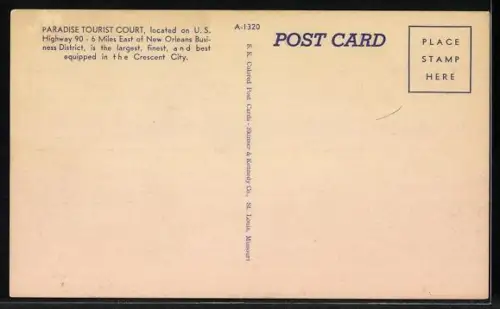 PARADISE TOURIST COURT, located on U. S.
Highway 90 - 6 Miles East of New Orleans Busi-
ness District, is the largest, finest, and best
equipped in the Crescent City.
A-1320
S. K. Colored Post Cards - Skinner & Kennedy Co., St. Louis, Missouri
POST CARD
PLACE
STAMP
HERE